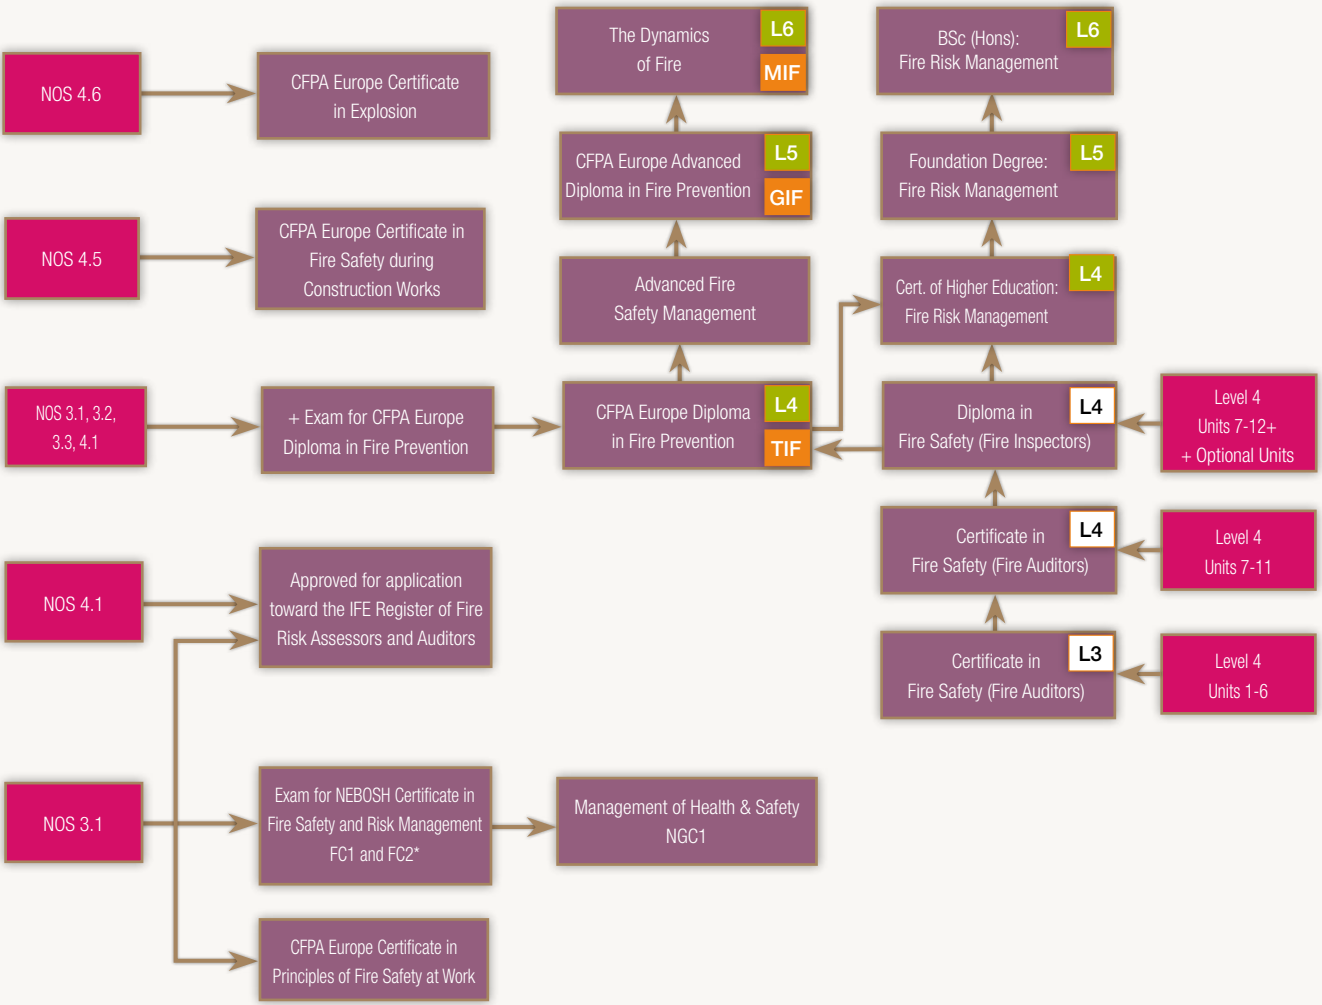 NOS 4.6
CFPA Europe Certificate
in Explosion
The Dynamics
of Fire
L6
MIF
BSc (Hons):
Fire Risk Management
L6
CFPA Europe Advanced
Diploma in Fire Prevention
L5
GIF
Foundation Degree:
Fire Risk Management
L5
NOS 4.5
CFPA Europe Certificate in
Fire Safety during
Construction Works
Advanced Fire
Safety Management
Cert. of Higher Education:
Fire Risk Management
L4
NOS 3.1, 3.2,
3.3, 4.1
+ Exam for CFPA Europe
Diploma in Fire Prevention
CFPA Europe Diploma
in Fire Prevention
L4
TIF
Diploma in
Fire Safety (Fire Inspectors)
L4
Level 4
Units 7-12+
+ Optional Units
Certificate in
Fire Safety (Fire Auditors)
L4
Level 4
Units 7-11
NOS 4.1
Approved for application
toward the IFE Register of Fire
Risk Assessors and Auditors
Certificate in
Fire Safety (Fire Auditors)
L3
Level 4
Units 1-6
NOS 3.1
Exam for NEBOSH Certificate in
Fire Safety and Risk Management
FC1 and FC2*
Management of Health & Safety
NGC1
CFPA Europe Certificate in
Principles of Fire Safety at Work